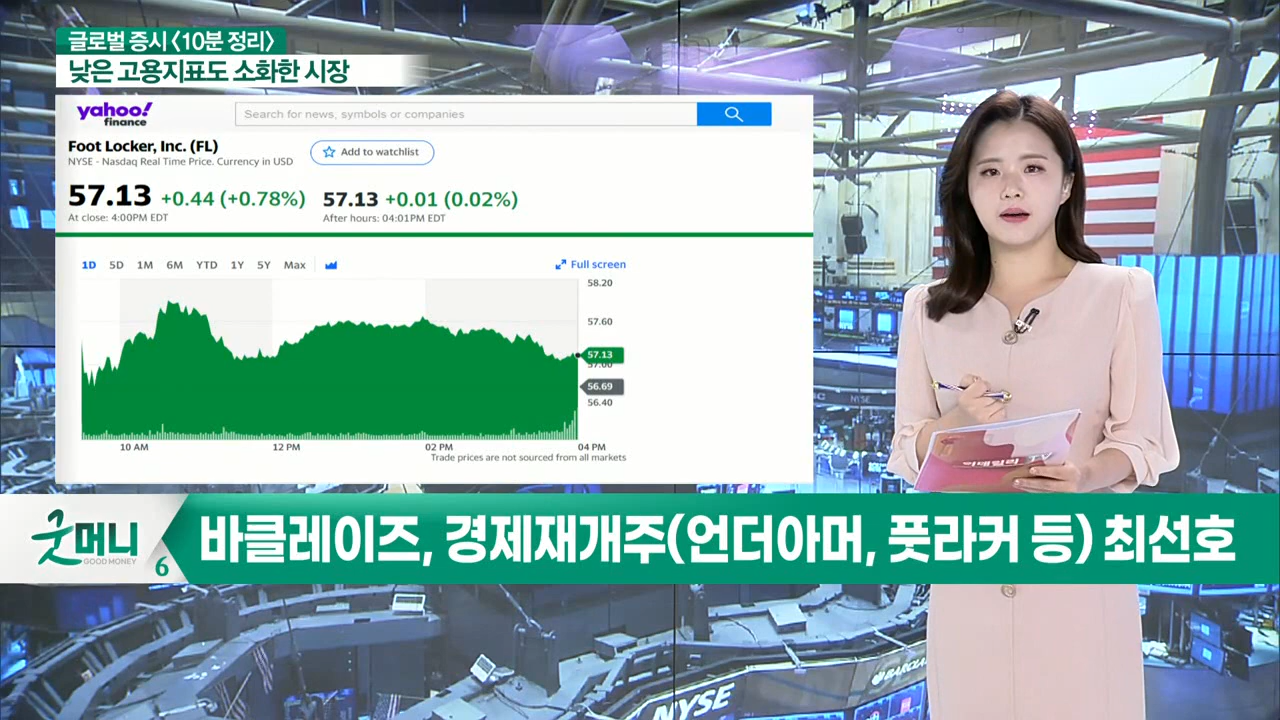 글로벌 증시 <10분 정리>
낮은 고용지표도 소화한 시장
yahoo!
finance
Search for news, symbols or companies
Foot Locker, Inc. (FL)
NYSE - Nasdaq Real Time Price. Currency in USD
Add to watchlist
57.13 +0.44 (+0.78%)
At close: 4:00PM EDT
57.13 +0.01 (0.02%)
After hours: 04:01PM EDT
1D 5D 1M 6M YTD 1Y 5Y Max
Full screen
58.20
57.60
57.13
57.00
56.69
56.40
10 AM 12 PM 02 PM 04 PM
Trade prices are not sourced from all markets
굿머니
GOOD MONEY
6
바클레이즈, 경제재개주(언더아머, 풋라커 등) 최선호
NYSE
BARCLA
NYSE